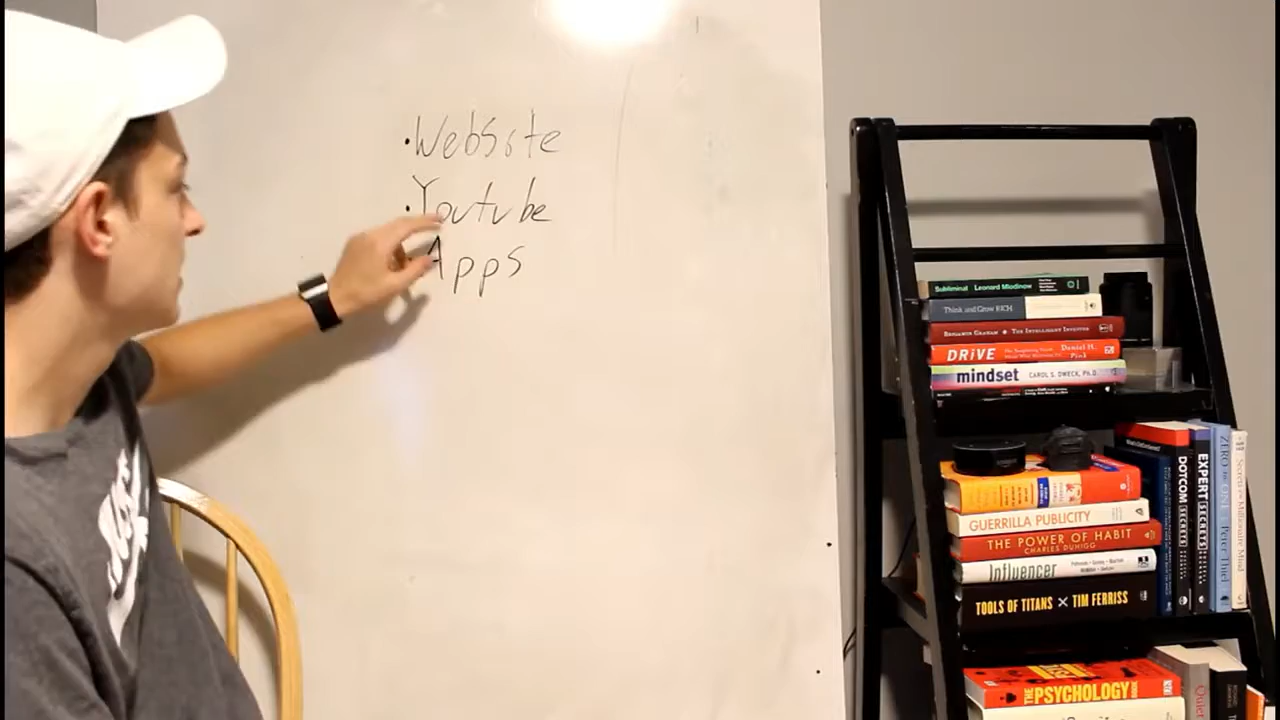 ·Website
·Youtube
Apps
Subliminal Leonard Mlodinow
Think and Grow RICH
BENJAMIN GRAHAM THE INTELLIGENT INVESTOR
DRiVE Daniel H. Pink
mindset CAROL S. DWECK, Ph.D.
GUERRILLA PUBLICITY
THE POWER OF HABIT
CHARLES DUHIGG
Influencer
TOOLS OF TITANS × TIM FERRISS
DOTCOM SECRETS
EXPERT SECRETS
ZERO to ONE Peter Thiel
Secrets of the Millionaire Mind
THE PSYCHOLOGY BOOK
Quiet